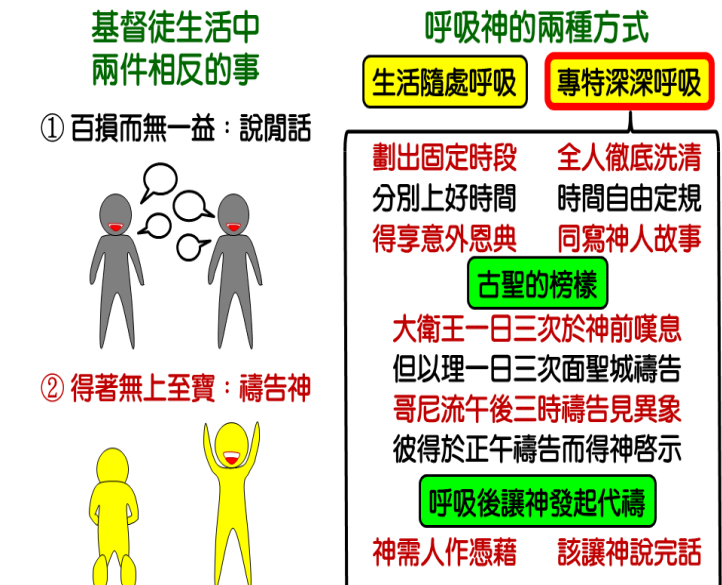 基督徒生活中
兩件相反的事
① 百損而無一益：說閒話
② 得著無上至寶：禱告神
呼吸神的兩種方式
生活隨處呼吸
專特深深呼吸
劃出固定時段 全人徹底洗清
分別上好時間 時間自由定規
得享意外恩典 同寫神人故事
古聖的榜樣
大衛王一日三次於神前嘆息
但以理一日三次面聖城禱告
哥尼流午後三時禱告見異象
彼得於正午禱告而得神啓示
呼吸後讓神發起代禱
神需人作憑藉 該讓神說完話